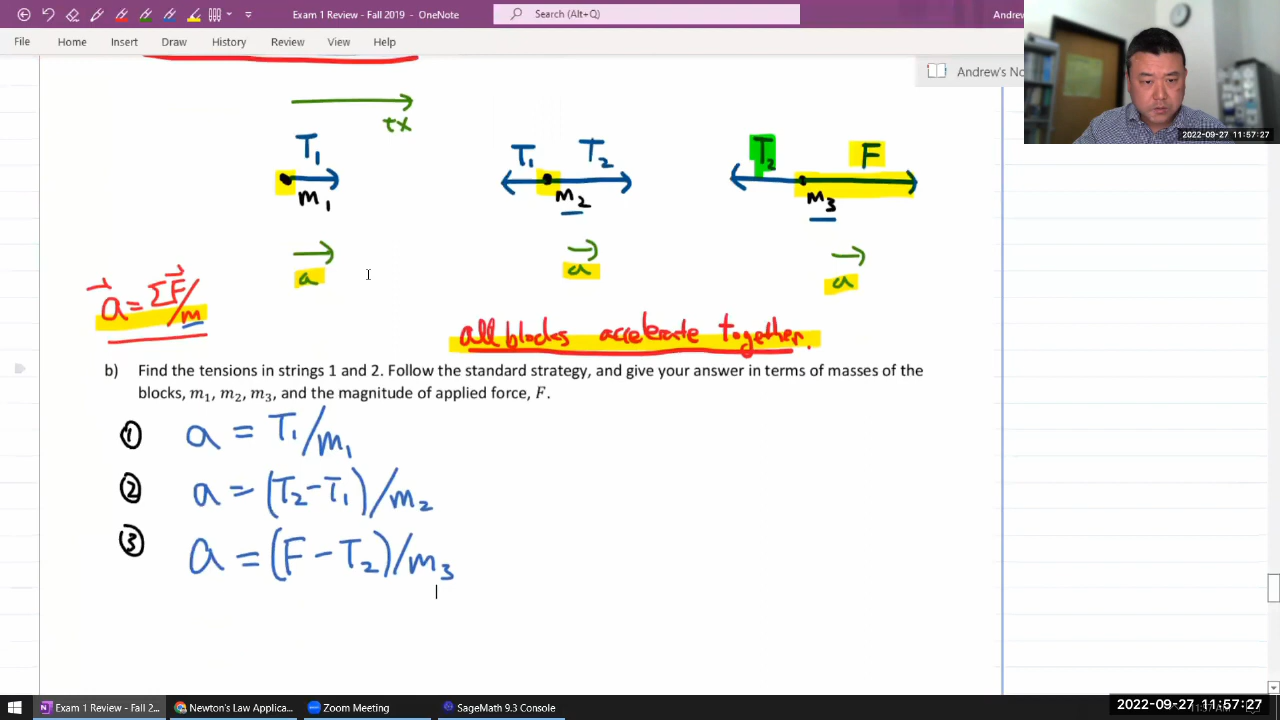 Exam 1 Review - Fall 2019 - OneNote
Search (Alt+Q)
Andrew
File Home Insert Draw History Review View Help
Andrew's No
2022-09-27 11:57:27
+x
T₁
T₁ T₂
T₂ F
m₁
m₂
m₃
a
a
a
a = ΣF/m
all blocks accelerate together.
b) Find the tensions in strings 1 and 2. Follow the standard strategy, and give your answer in terms of masses of the
blocks, m₁, m₂, m₃, and the magnitude of applied force, F.
① a = T₁/m₁
② a = (T₂-T₁)/m₂
③ a = (F-T₂)/m₃
Exam 1 Review - Fall 2... Newton's Law Applica... Zoom Meeting SageMath 9.3 Console
2022-09-27 11:57:27